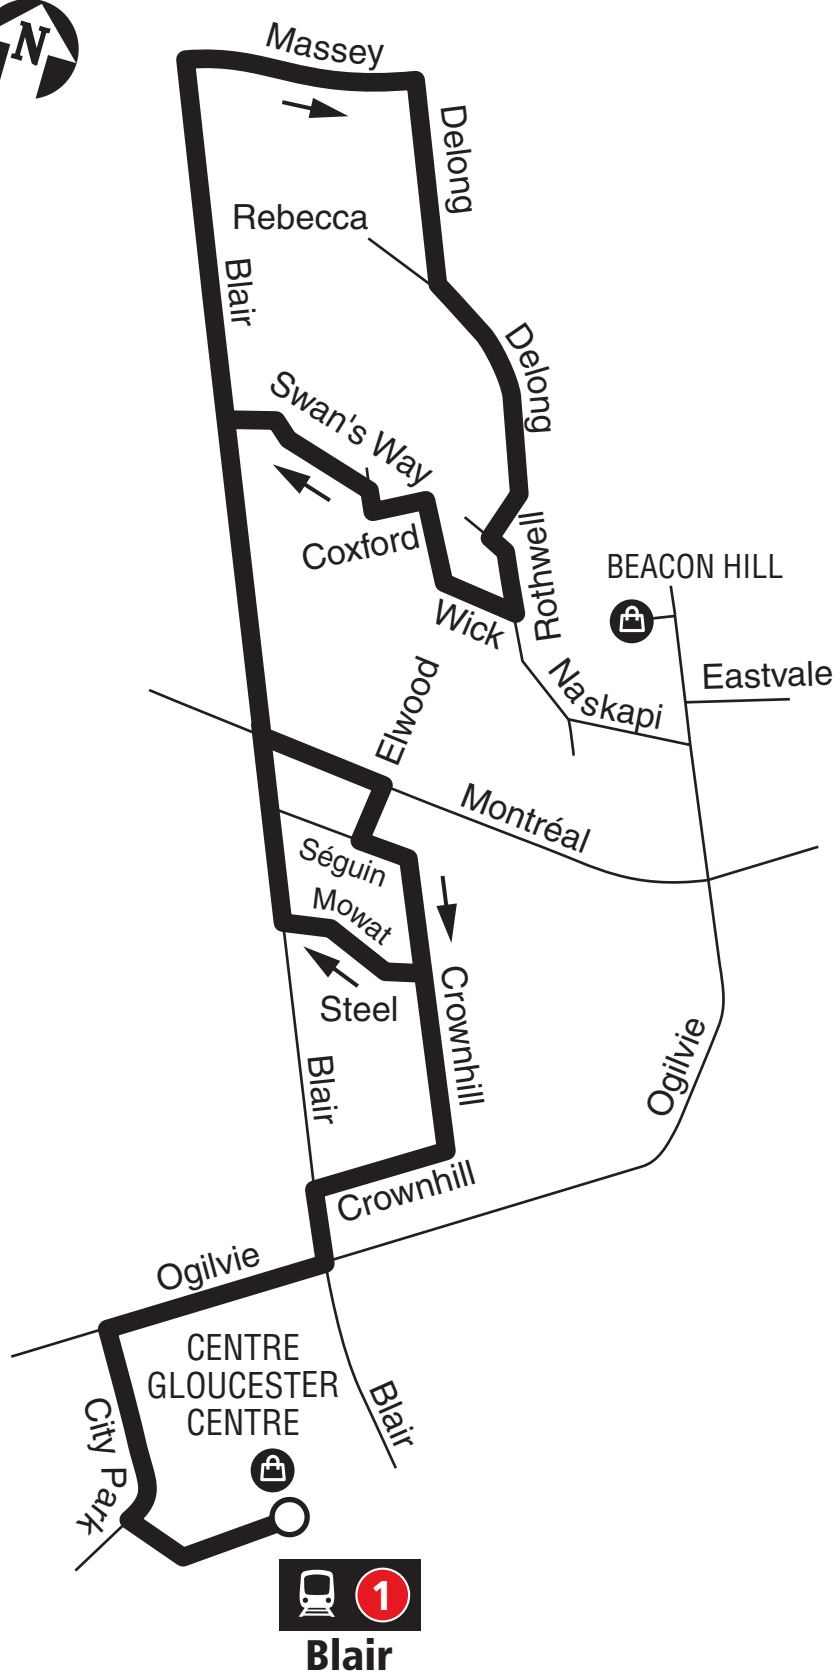 N
Massey
Delong
Rebecca
Blair
Delong
Swan's Way
Coxford
Rothwell
BEACON HILL
Wick
Eastvale
Naskapi
Elwood
Montréal
Séguin
Mowat
Steel
Crownhill
Ogilvie
Blair
Crownhill
Ogilvie
CENTRE
GLOUCESTER
CENTRE
City Park
Blair
1
Blair